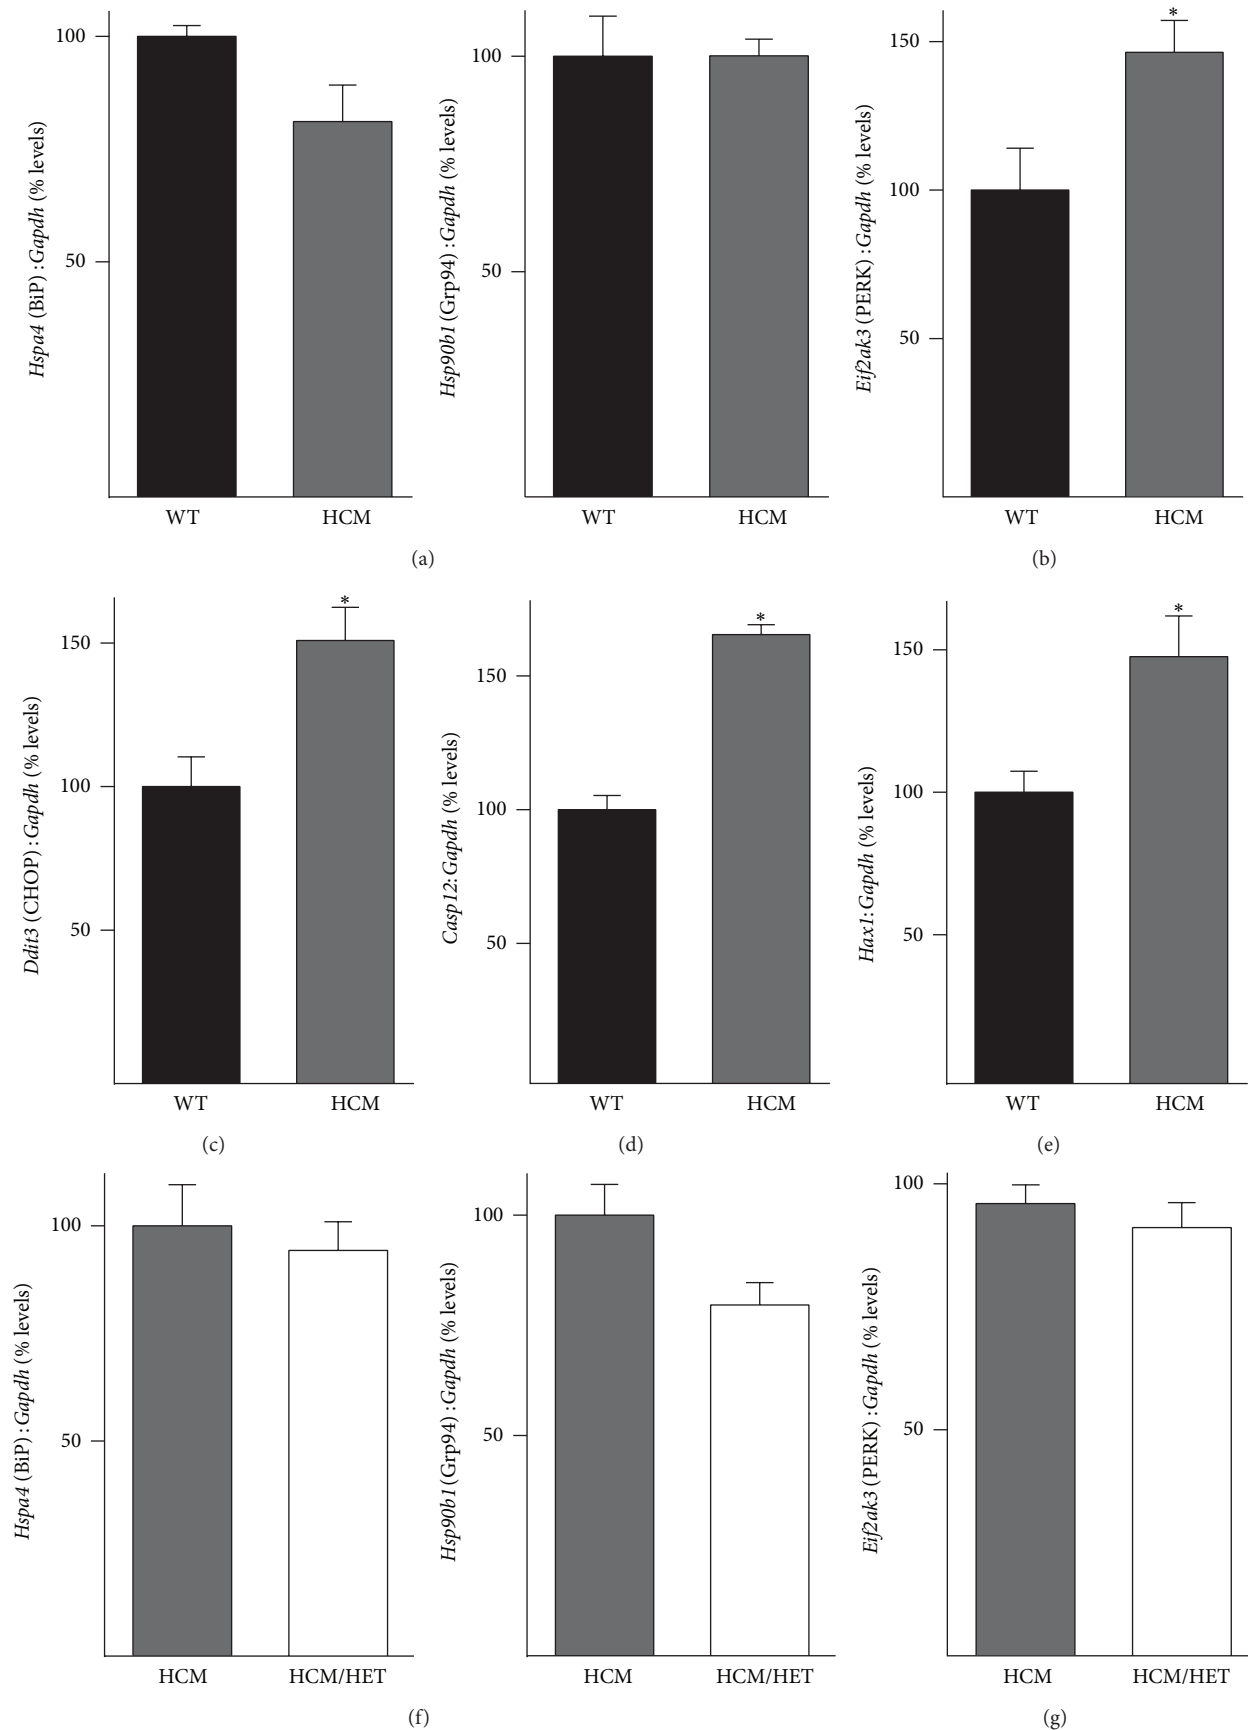 Hspa4 (BiP) :Gapdh (% levels)
100
50
WT
HCM
Hsp90b1 (Grp94) :Gapdh (% levels)
100
50
WT
HCM
(a)
Eif2ak3 (PERK) :Gapdh (% levels)
150
100
50
*
WT
HCM
(b)
Ddit3 (CHOP) :Gapdh (% levels)
150
100
50
*
WT
HCM
(c)
Casp12:Gapdh (% levels)
150
100
50
*
WT
HCM
(d)
Hax1:Gapdh (% levels)
150
100
50
*
WT
HCM
(e)
Hspa4 (BiP) :Gapdh (% levels)
100
50
HCM
HCM/HET
Hsp90b1 (Grp94) :Gapdh (% levels)
100
50
HCM
HCM/HET
(f)
Eif2ak3 (PERK) :Gapdh (% levels)
100
50
HCM
HCM/HET
(g)